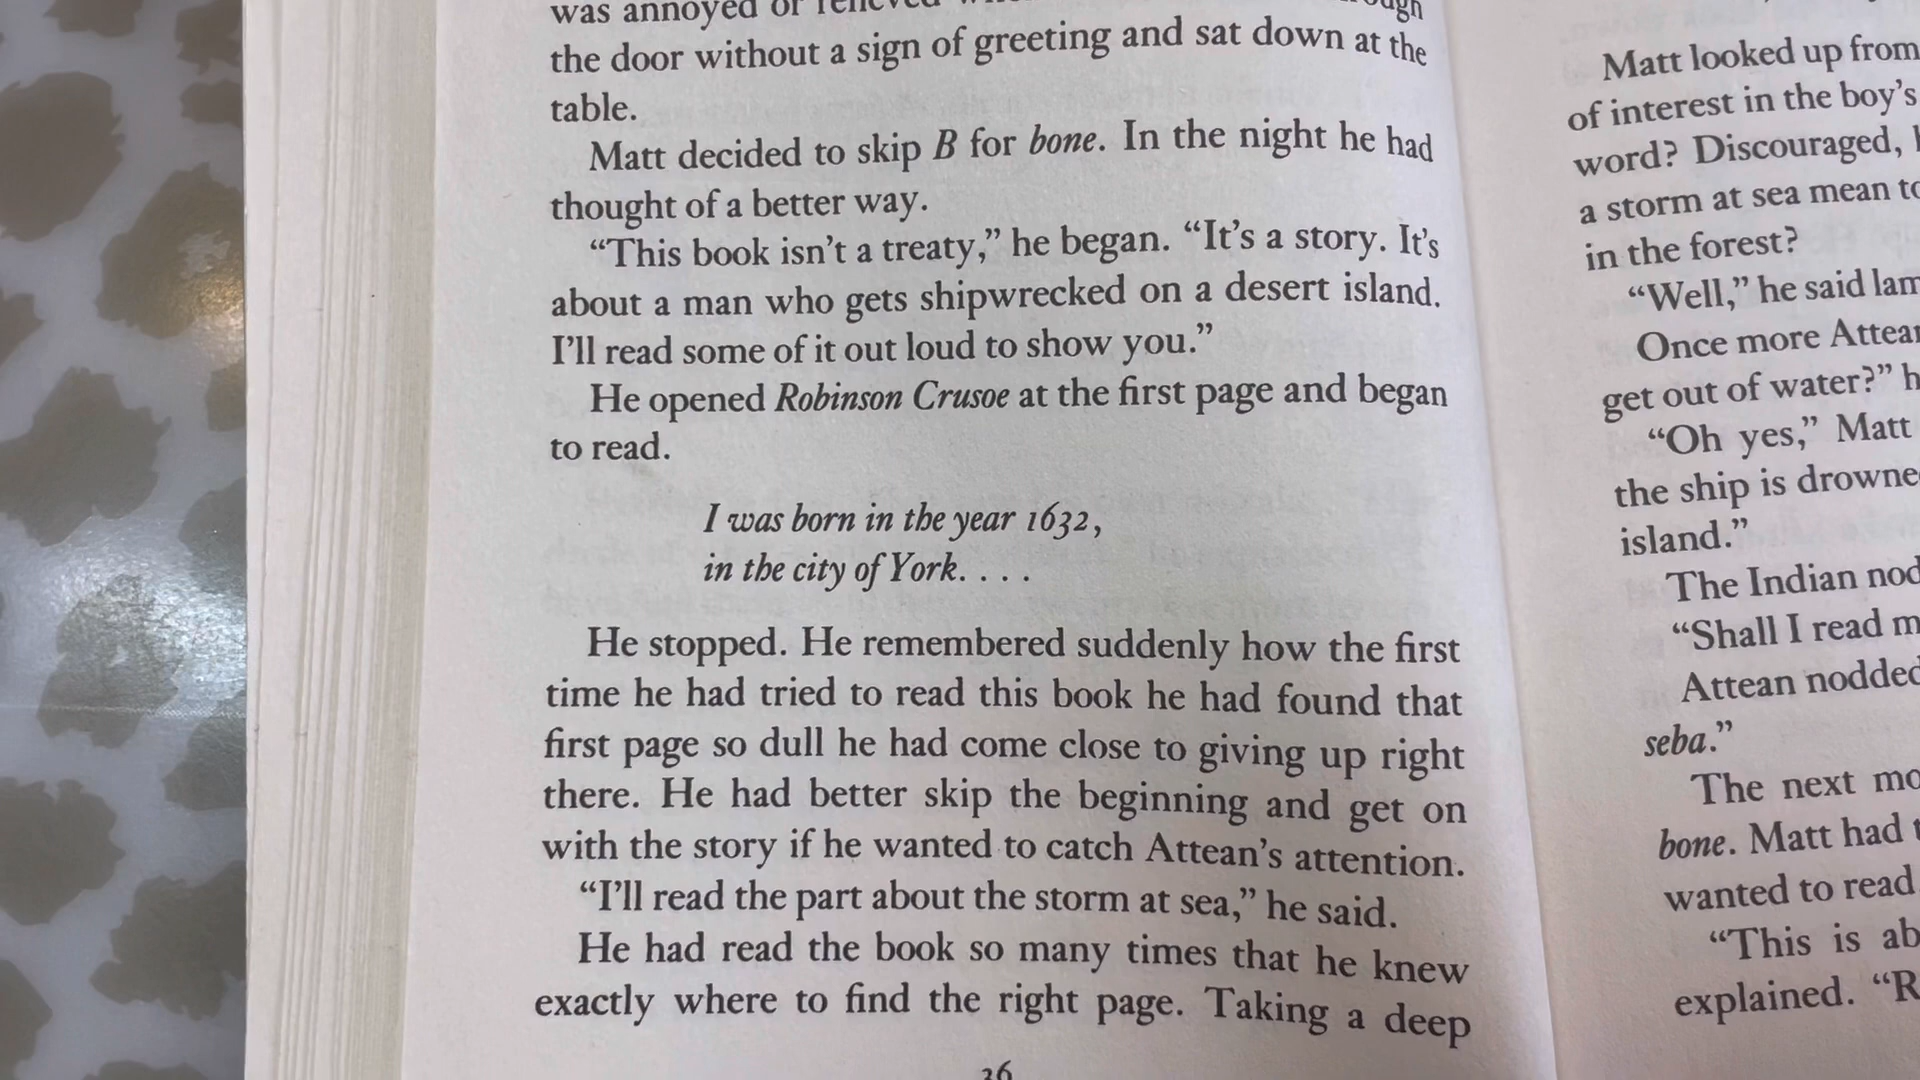 was annoyed or relieved
the door without a sign of greeting and sat down at the
table.
Matt decided to skip B for bone. In the night he had
thought of a better way.
“This book isn’t a treaty,” he began. “It’s a story. It’s
about a man who gets shipwrecked on a desert island.
I’ll read some of it out loud to show you.”
He opened Robinson Crusoe at the first page and began
to read.
I was born in the year 1632,
in the city of York. . . .
He stopped. He remembered suddenly how the first
time he had tried to read this book he had found that
first page so dull he had come close to giving up right
there. He had better skip the beginning and get on
with the story if he wanted to catch Attean’s attention.
“I’ll read the part about the storm at sea,” he said.
He had read the book so many times that he knew
exactly where to find the right page. Taking a deep
Matt looked up from
of interest in the boy’s
word? Discouraged,
a storm at sea mean to
in the forest?
“Well,” he said
Once more
get out of water?”
“Oh yes,” Matt
the ship is
island.”
The Indian
“Shall I read
Attean nodded
seba.”
The next
bone. Matt had
wanted to read
“This is
explained.